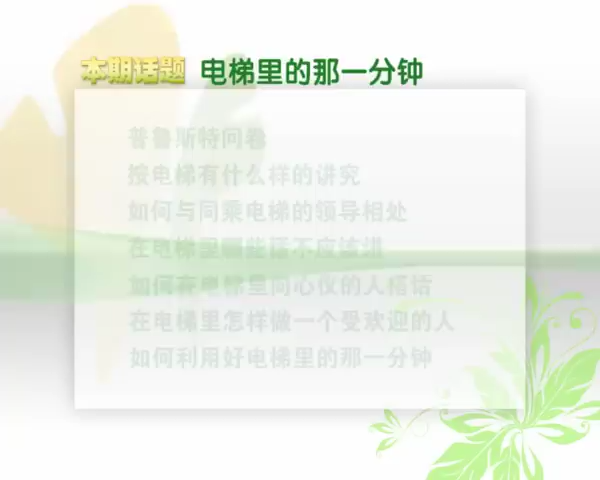 本期话题 电梯里的那一分钟
普鲁斯特问卷
按电梯有什么样的讲究
如何与同乘电梯的领导相处
在电梯里哪些话不应该讲
如何在电梯里向心仪的人搭话
在电梯里怎样做一个受欢迎的人
如何利用好电梯里的那一分钟